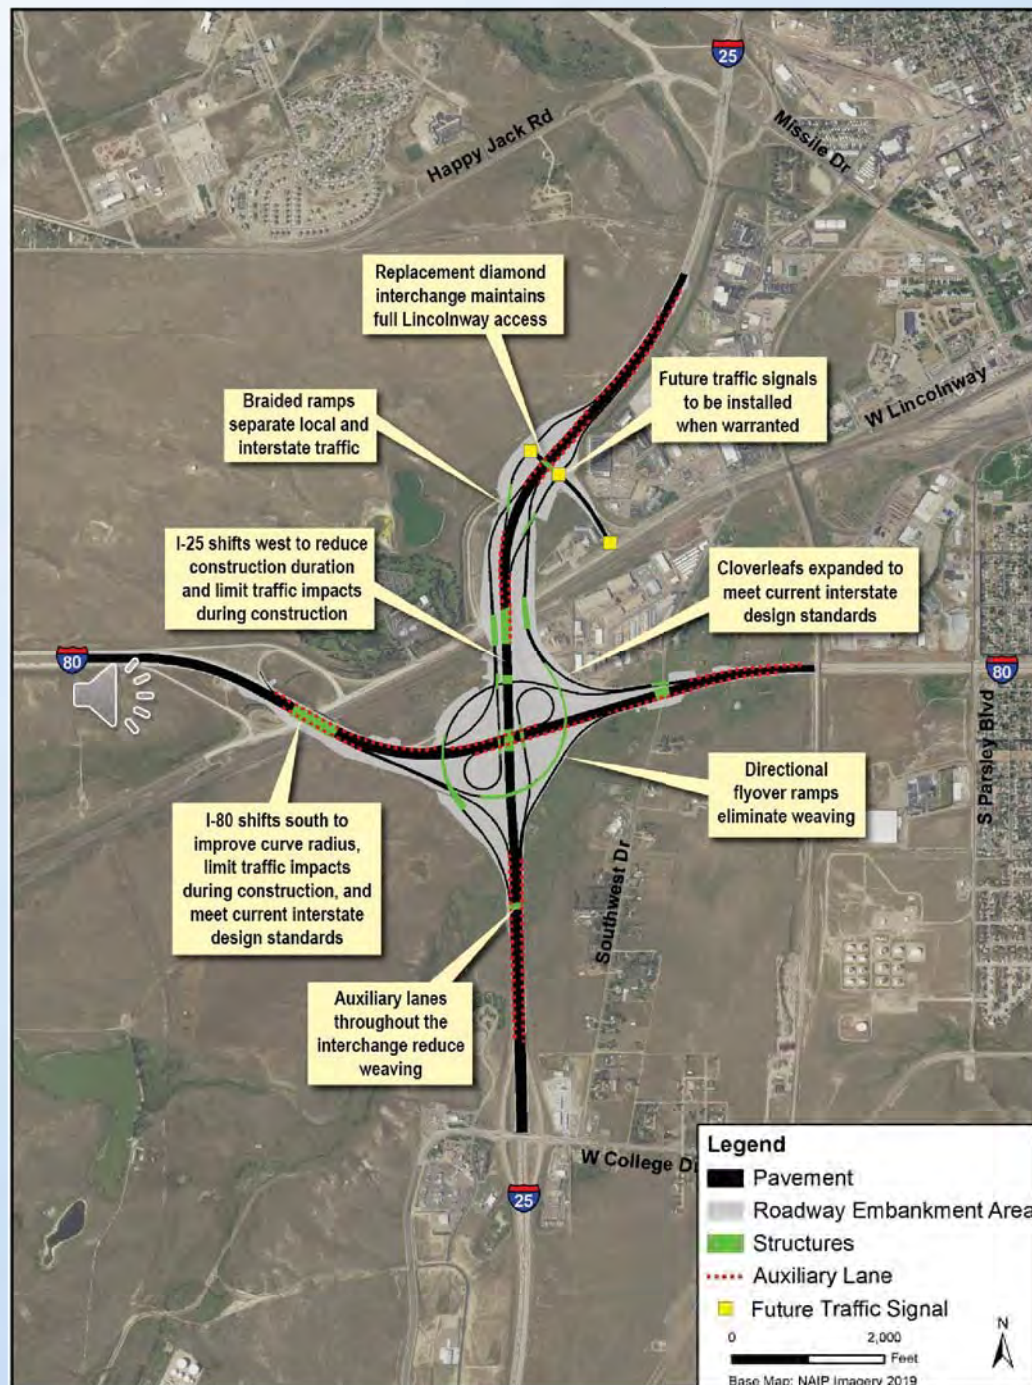 25
Missile Dr
Happy Jack Rd
Replacement diamond
interchange maintains
full Lincolnway access
Future traffic signals
to be installed
when warranted
W Lincolnway
Braided ramps
separate local and
interstate traffic
I-25 shifts west to reduce
construction duration
and limit traffic impacts
during construction
Cloverleafs expanded to
meet current interstate
design standards
80
80
S Parsley Blvd
Directional
flyover ramps
eliminate weaving
I-80 shifts south to
improve curve radius,
limit traffic impacts
during construction, and
meet current interstate
design standards
Southwest Dr
Auxiliary lanes
throughout the
interchange reduce
weaving
W College D
25
Legend
Pavement
Roadway Embankment Area
Structures
Auxiliary Lane
Future Traffic Signal
0 2,000
Feet
N
Base Map: NAIP Imagery 2019